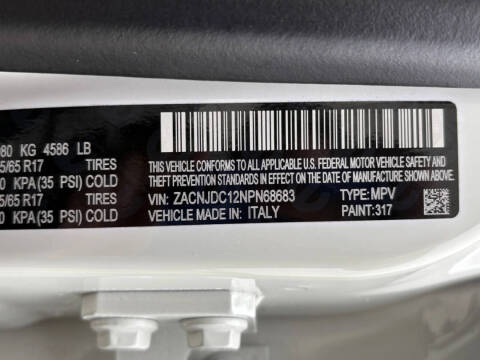 080 KG 4586 LB
5/65 R17 TIRES
0 KPA(35 PSI) COLD
5/65 R17 TIRES
0 KPA(35 PSI) COLD
THIS VEHICLE CONFORMS TO ALL APPLICABLE U.S. FEDERAL MOTOR VEHICLE SAFETY AND
THEFT PREVENTION STANDARDS IN EFFECT ON THE DATE OF MANUFACTURE SHOWN ABOVE.
VIN: ZACNJDC12NPN68683 TYPE: MPV
VEHICLE MADE IN: ITALY PAINT:317